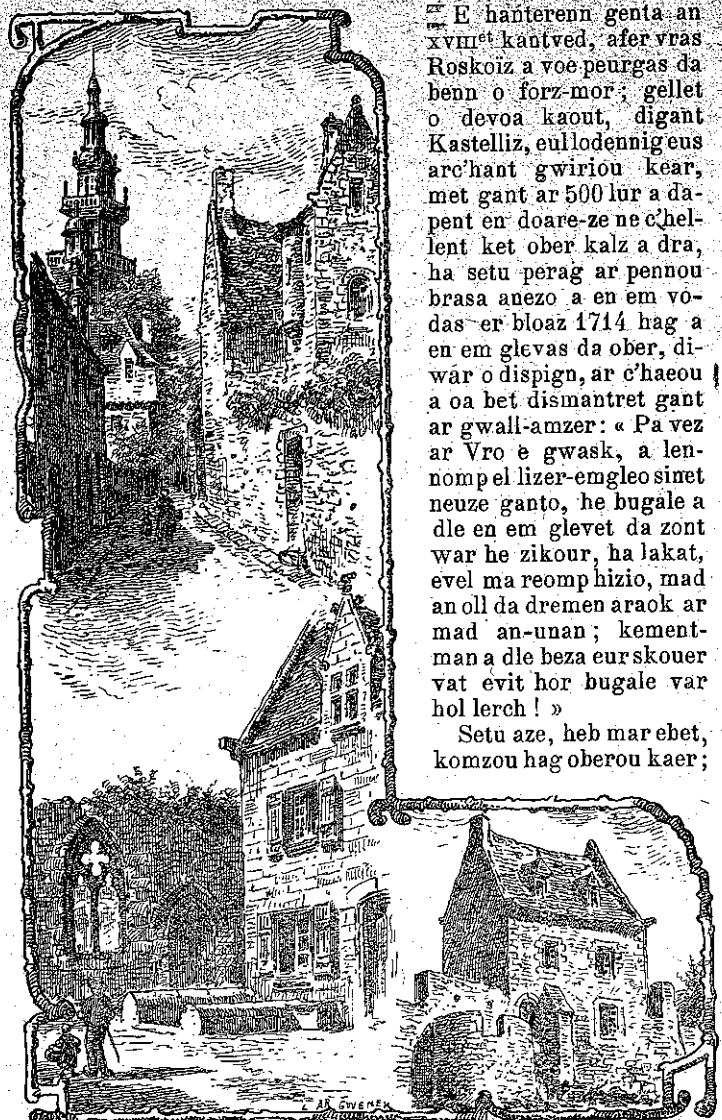 E hanterenn genta an
XVIIIet kantved, afer vras
Roskoïz a voe peurgas da
benn o forz-mor ; gellet
o devoa kaout, digant
Kastelliz, eul lodennig eus
arc'hant gwiriou kear,
met gant ar 500 lur a da-
pent en doare-ze ne c'hel-
lent ket ober kalz a dra,
ha setu perag ar pennou
brasa anezo a en em vo-
das er bloaz 1714 hag a
en em glevas da ober, di-
war o dispign, ar c'haeou
a oa bet dismantret gant
ar gwall-amzer : « Pa vez
ar Vro e gwask, a len-
nomp el lizer-emgleo sinet
neuze ganto, he bugale a
dle en em glevet da zont
war he zikour, ha lakat,
evel ma reomp hizio, mad
an oll da dremen araok ar
mad an-unan ; kement-
man a dle beza eur skouer
vat evit hor bugale var
hol lerch ! »
Setu aze, heb mar ebet,
komzou hag oberou kaer ;
L AR GWENEK